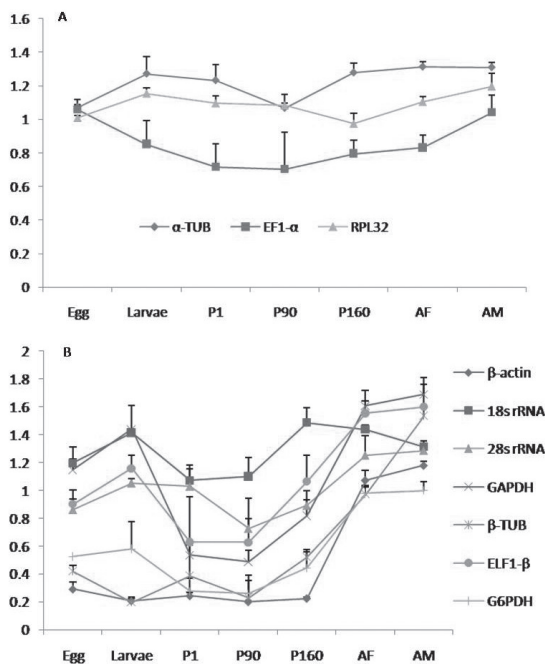 A
1.6
1.4
1.2
1
0.8
0.6
0.4
0.2
0
α-TUB EF1-α RPL32
Egg Larvae P1 P90 P160 AF AM
B
2
1.8
1.6
1.4
1.2
1
0.8
0.6
0.4
0.2
0
Egg Larvae P1 P90 P160 AF AM
β-actin
18s rRNA
28s rRNA
GAPDH
β-TUB
ELF1-β
G6PDH